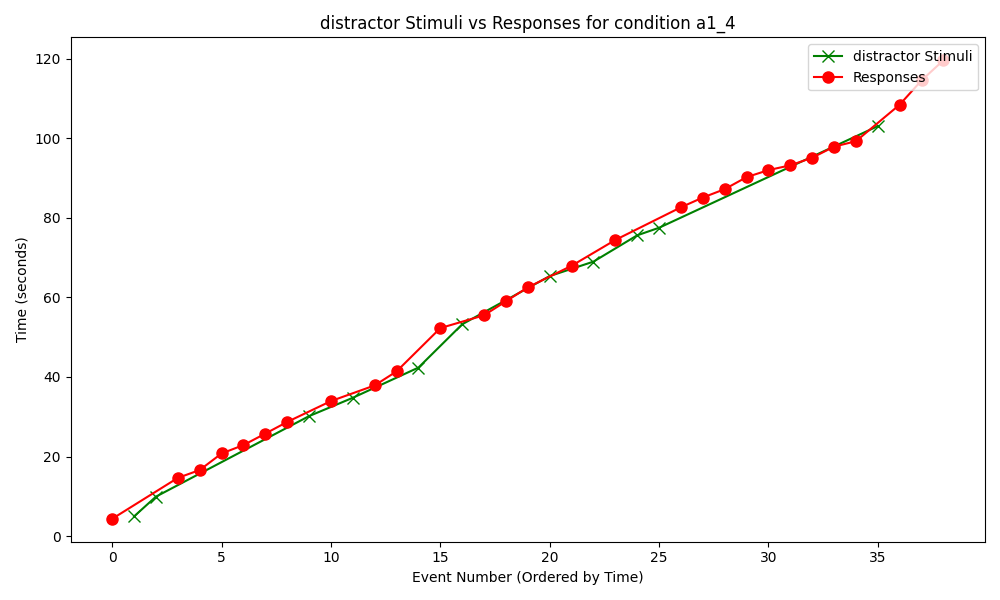 distractor Stimuli vs Responses for condition a1_4
distractor Stimuli
Responses
Time (seconds)
120
100
80
60
40
20
0
0 5 10 15 20 25 30 35
Event Number (Ordered by Time)